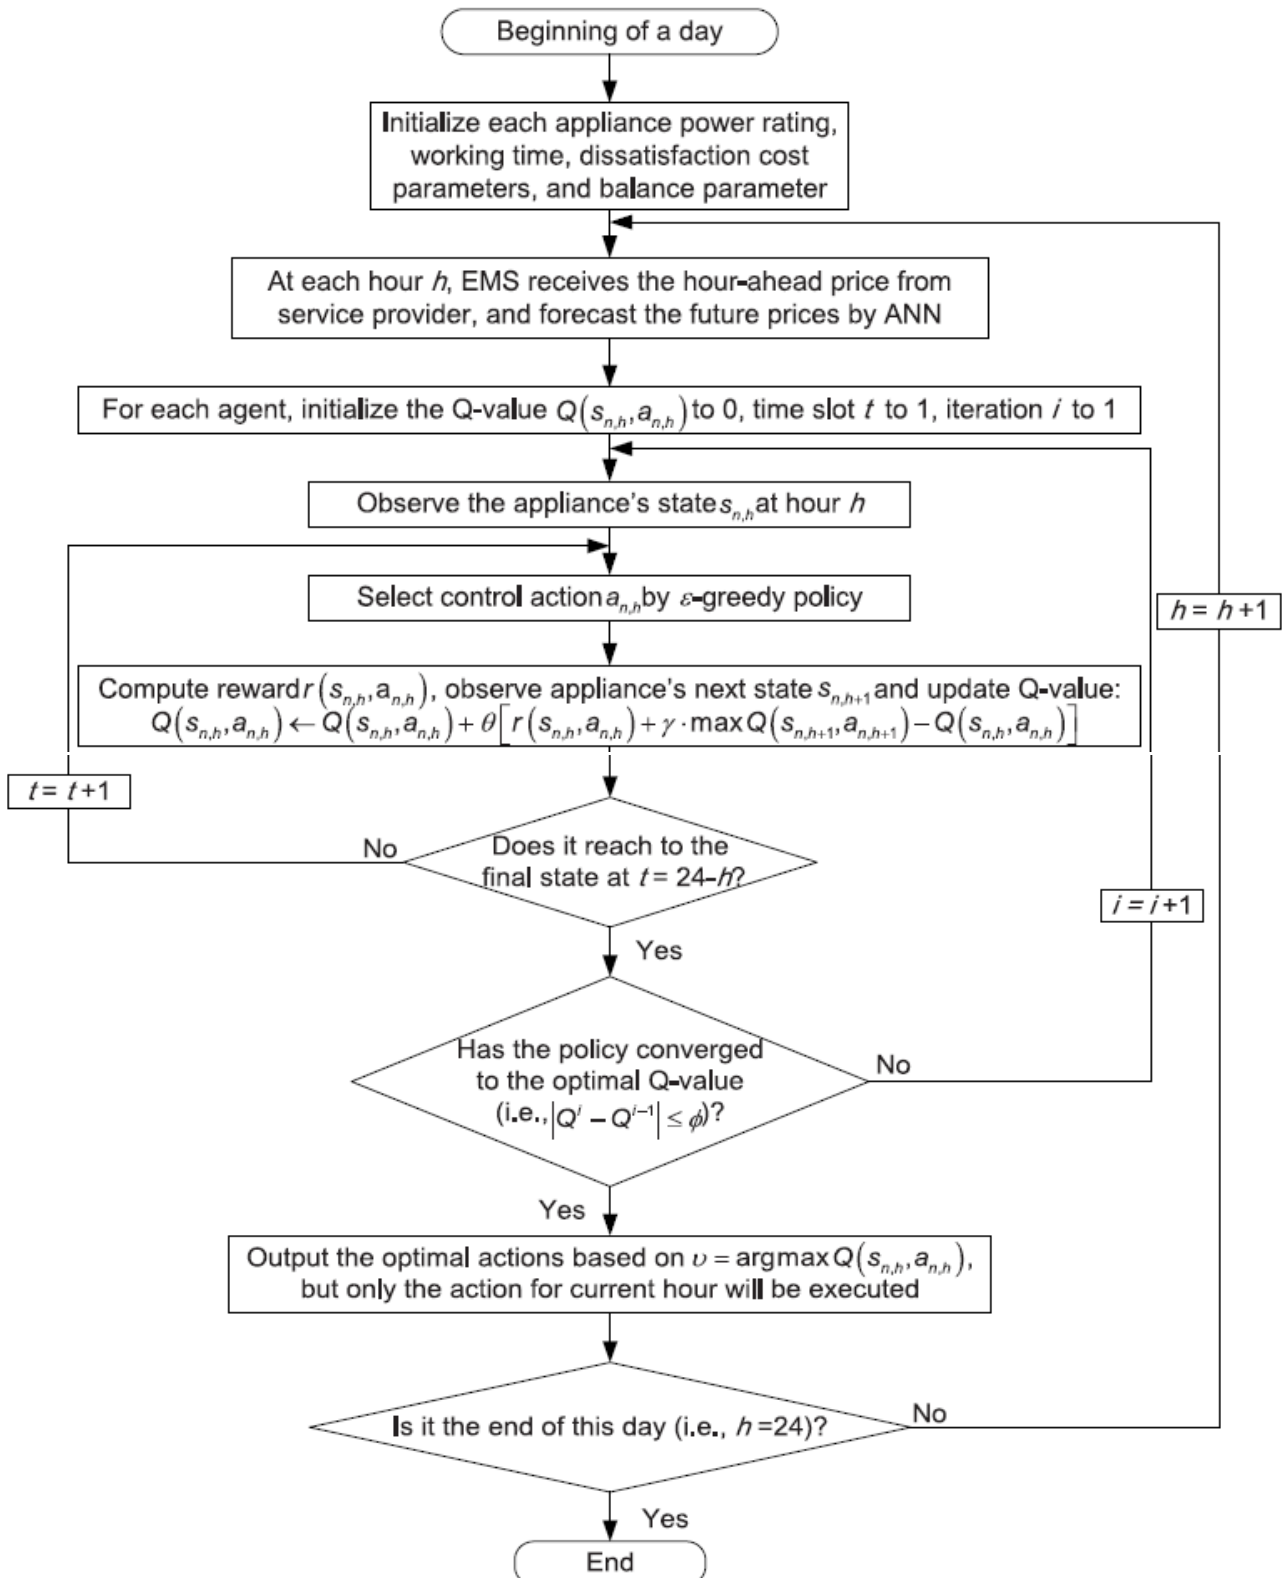 Beginning of a day
Initialize each appliance power rating,
working time, dissatisfaction cost
parameters, and balance parameter
At each hour h, EMS receives the hour-ahead price from
service provider, and forecast the future prices by ANN
For each agent, initialize the Q-value Q(s_{n,h}, a_{n,h}) to 0, time slot t to 1, iteration i to 1
Observe the appliance's state s_{n,h} at hour h
Select control action a_{n,h} by ε-greedy policy
h = h+1
Compute reward r(s_{n,h}, a_{n,h}), observe appliance's next state s_{n,h+1} and update Q-value:
Q(s_{n,h}, a_{n,h}) ← Q(s_{n,h}, a_{n,h}) + θ[r(s_{n,h}, a_{n,h}) + γ · max Q(s_{n,h+1}, a_{n,h+1}) − Q(s_{n,h}, a_{n,h})]
t = t+1
No
Does it reach to the
final state at t = 24-h?
i = i+1
Yes
Has the policy converged
to the optimal Q-value
(i.e., |Q^i − Q^{i−1}| ≤ ϕ)?
No
Yes
Output the optimal actions based on υ = argmax Q(s_{n,h}, a_{n,h}),
but only the action for current hour will be executed
Is it the end of this day (i.e., h =24)?
No
Yes
End